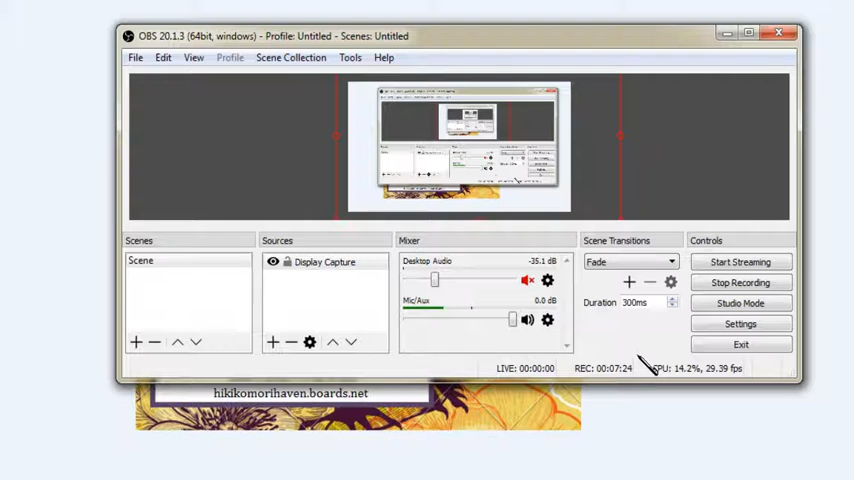 OBS 20.1.3 (64bit, windows) - Profile: Untitled - Scenes: Untitled
File Edit View Profile Scene Collection Tools Help
Scenes Sources Mixer Scene Transitions Controls
Scene Display Capture Desktop Audio -35.1 dB Fade Start Streaming
Stop Recording
Mic/Aux 0.0 dB Duration 300ms Studio Mode
Settings
Exit
LIVE: 00:00:00 REC: 00:07:24 CPU: 14.2%, 29.39 fps
hikikomorihaven.boards.net